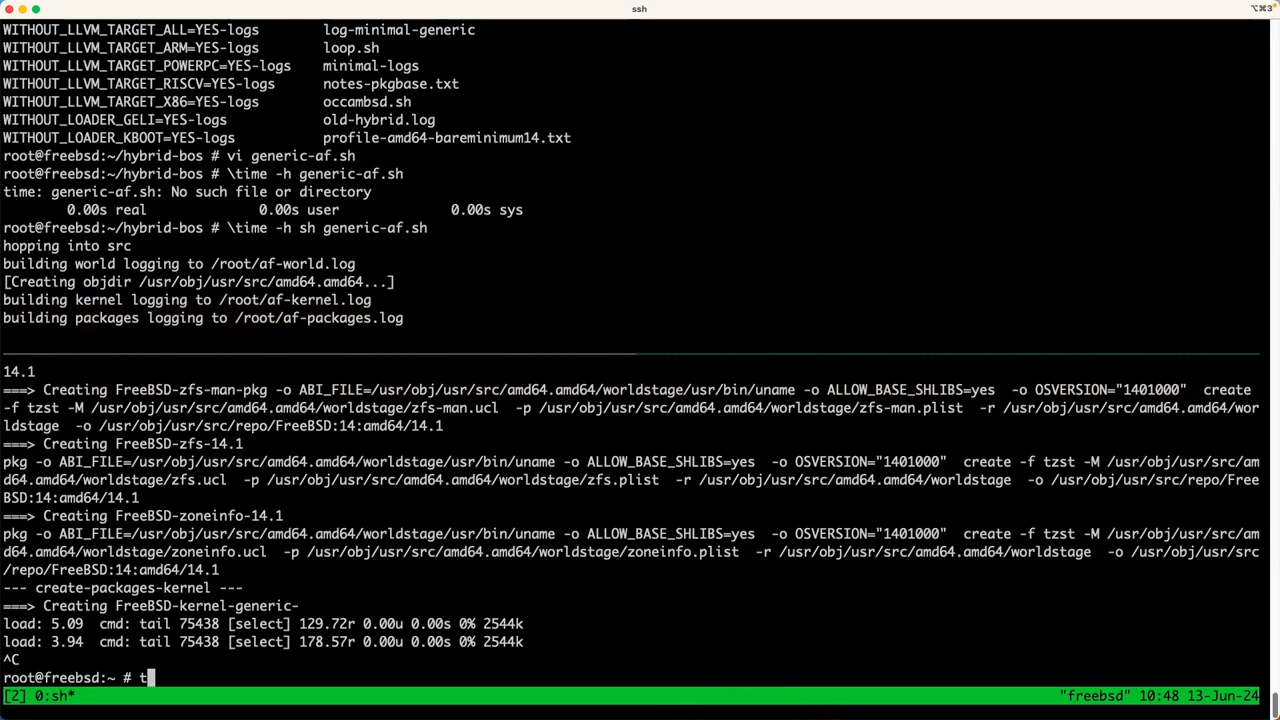 ssh
⌥⌘3
WITHOUT_LLVM_TARGET_ALL=YES-logs log-minimal-generic
WITHOUT_LLVM_TARGET_ARM=YES-logs loop.sh
WITHOUT_LLVM_TARGET_POWERPC=YES-logs minimal-logs
WITHOUT_LLVM_TARGET_RISCV=YES-logs notes-pkgbase.txt
WITHOUT_LLVM_TARGET_X86=YES-logs occambsd.sh
WITHOUT_LOADER_GELI=YES-logs old-hybrid.log
WITHOUT_LOADER_KBOOT=YES-logs profile-amd64-bareminimum14.txt
root@freebsd:~/hybrid-bos # vi generic-af.sh
root@freebsd:~/hybrid-bos # \time -h generic-af.sh
time: generic-af.sh: No such file or directory
0.00s real 0.00s user 0.00s sys
root@freebsd:~/hybrid-bos # \time -h sh generic-af.sh
hopping into src
building world logging to /root/af-world.log
[Creating objdir /usr/obj/usr/src/amd64.amd64...]
building kernel logging to /root/af-kernel.log
building packages logging to /root/af-packages.log
14.1
===> Creating FreeBSD-zfs-man-pkg -o ABI_FILE=/usr/obj/usr/src/amd64.amd64/worldstage/usr/bin/uname -o ALLOW_BASE_SHLIBS=yes -o OSVERSION="1401000" create
-f tzst -M /usr/obj/usr/src/amd64.amd64/worldstage/zfs-man.ucl -p /usr/obj/usr/src/amd64.amd64/worldstage/zfs-man.plist -r /usr/obj/usr/src/amd64.amd64/wor
ldstage -o /usr/obj/usr/src/repo/FreeBSD:14:amd64/14.1
===> Creating FreeBSD-zfs-14.1
pkg -o ABI_FILE=/usr/obj/usr/src/amd64.amd64/worldstage/usr/bin/uname -o ALLOW_BASE_SHLIBS=yes -o OSVERSION="1401000" create -f tzst -M /usr/obj/usr/src/am
d64.amd64/worldstage/zfs.ucl -p /usr/obj/usr/src/amd64.amd64/worldstage/zfs.plist -r /usr/obj/usr/src/amd64.amd64/worldstage -o /usr/obj/usr/src/repo/Free
BSD:14:amd64/14.1
===> Creating FreeBSD-zoneinfo-14.1
pkg -o ABI_FILE=/usr/obj/usr/src/amd64.amd64/worldstage/usr/bin/uname -o ALLOW_BASE_SHLIBS=yes -o OSVERSION="1401000" create -f tzst -M /usr/obj/usr/src/am
d64.amd64/worldstage/zoneinfo.ucl -p /usr/obj/usr/src/amd64.amd64/worldstage/zoneinfo.plist -r /usr/obj/usr/src/amd64.amd64/worldstage -o /usr/obj/usr/src
/repo/FreeBSD:14:amd64/14.1
--- create-packages-kernel ---
===> Creating FreeBSD-kernel-generic-
load: 5.09 cmd: tail 75438 [select] 129.72r 0.00u 0.00s 0% 2544k
load: 3.94 cmd: tail 75438 [select] 178.57r 0.00u 0.00s 0% 2544k
^C
root@freebsd:~ # t
[2] 0:sh* "freebsd" 10:48 13-Jun-24